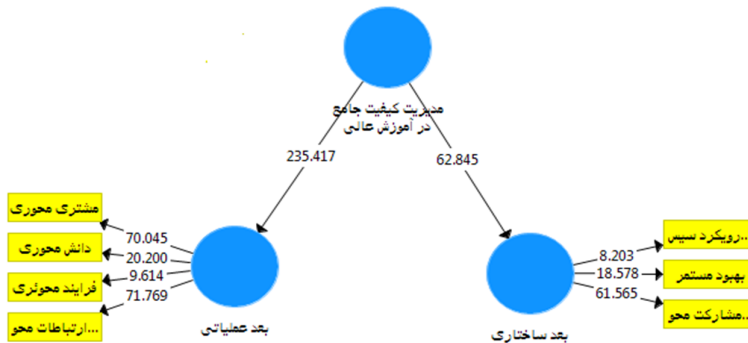 مدیریت کیفیت جامع
در آموزش عالی
235.417
62.845
مشتری محوری
دانش محوری
فرایند محوئری
ارتباطات محو...
70.045
20.200
9.614
71.769
بعد عملیاتی
رویکرد سیس...
بهبود مستمر
مشارکت محو...
8.203
18.578
61.565
بعد ساختاری